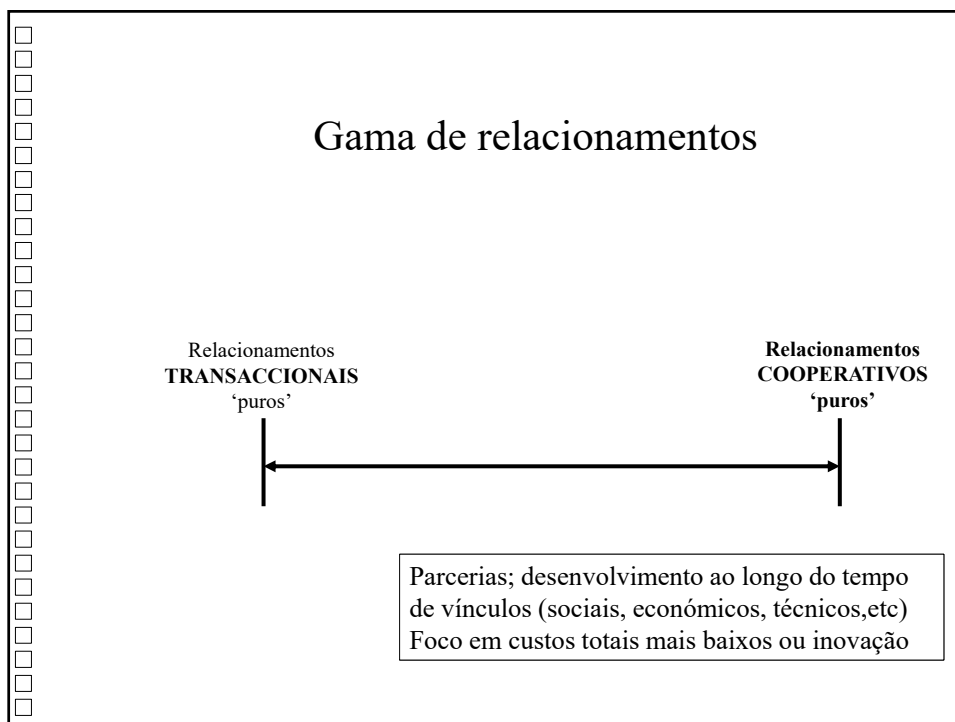 Gama de relacionamentos
Relacionamentos
TRANSACCIONAIS
‘puros’
Relacionamentos
COOPERATIVOS
‘puros’
Parcerias; desenvolvimento ao longo do tempo
de vínculos (sociais, económicos, técnicos,etc)
Foco em custos totais mais baixos ou inovação